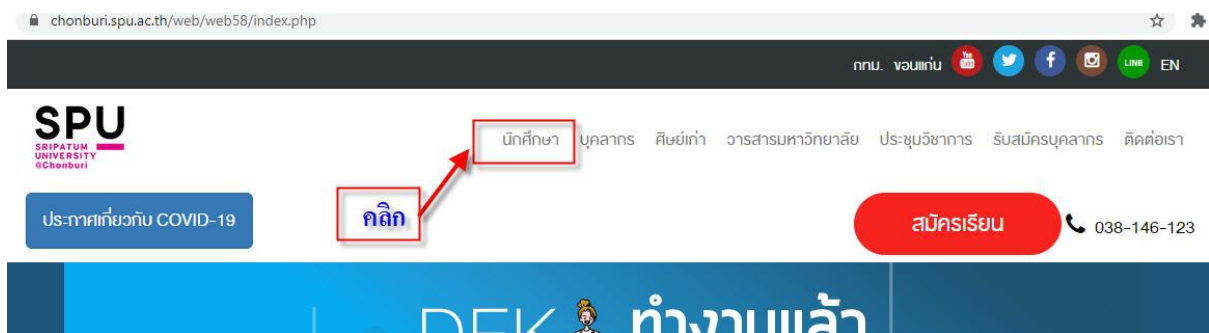 chonburi.spu.ac.th/web/web58/index.php
กทม. ขอนแก่น You Tube LINE EN
SPU
SRIPATUM
UNIVERSITY
@Chonburi
นักศึกษา บุคลากร ศิษย์เก่า วารสารมหาวิทยาลัย ประชุมวิชาการ รับสมัครบุคลากร ติดต่อเรา
ประกาศเกี่ยวกับ COVID-19
คลิก
สมัครเรียน
038-146-123
DEK ทำงานแล้ว